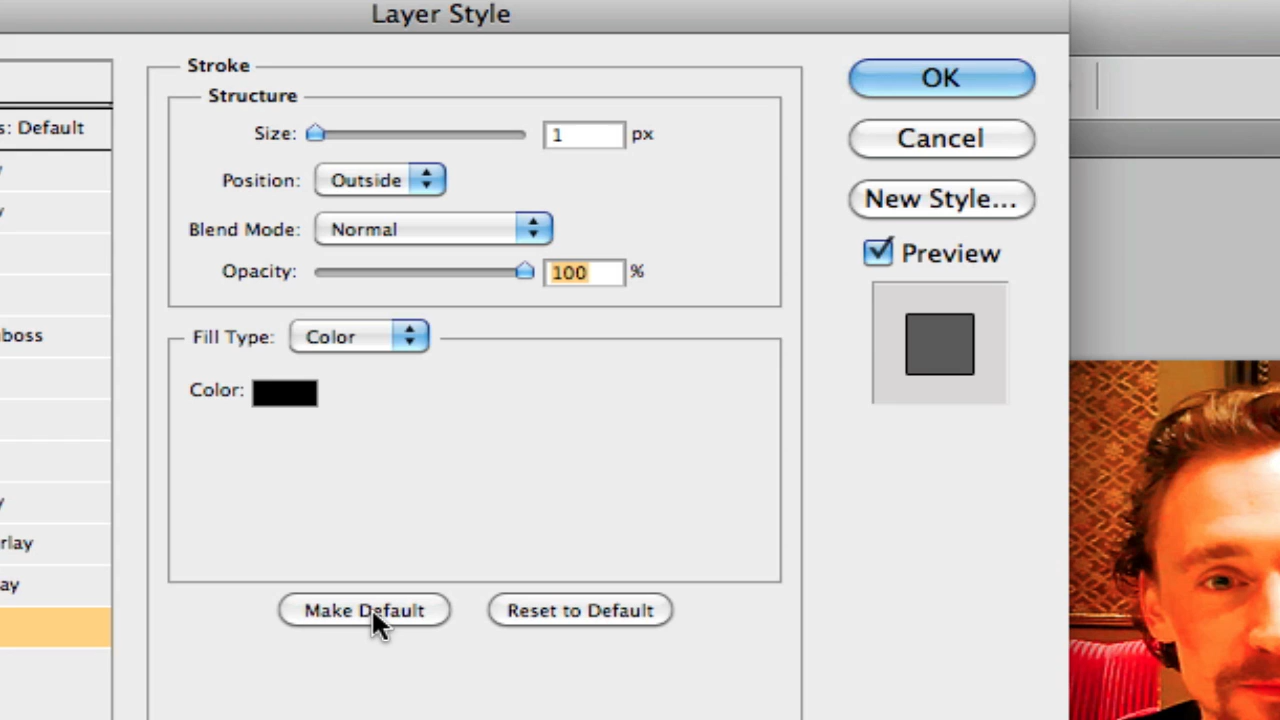 Layer Style
Stroke
Structure
Size: 1 px
Position: Outside
Blend Mode: Normal
Opacity: 100 %
Fill Type: Color
Color:
Make Default
Reset to Default
OK
Cancel
New Style...
Preview
s: Default
y
y
boss
y
rlay
ay